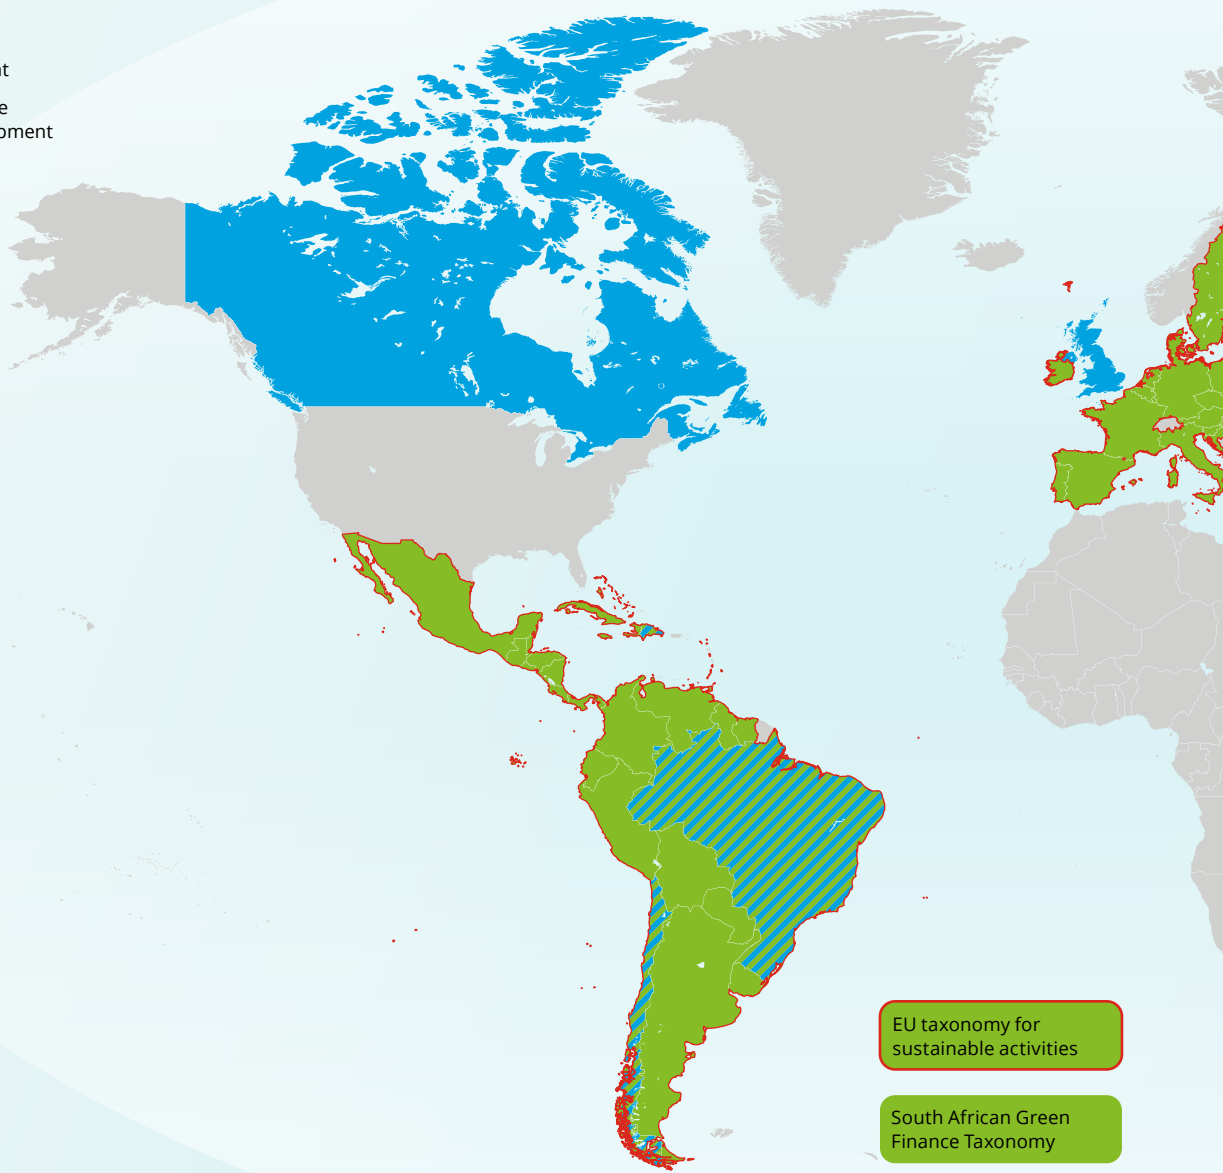 EU taxonomy for
sustainable activities
South African Green
Finance Taxonomy